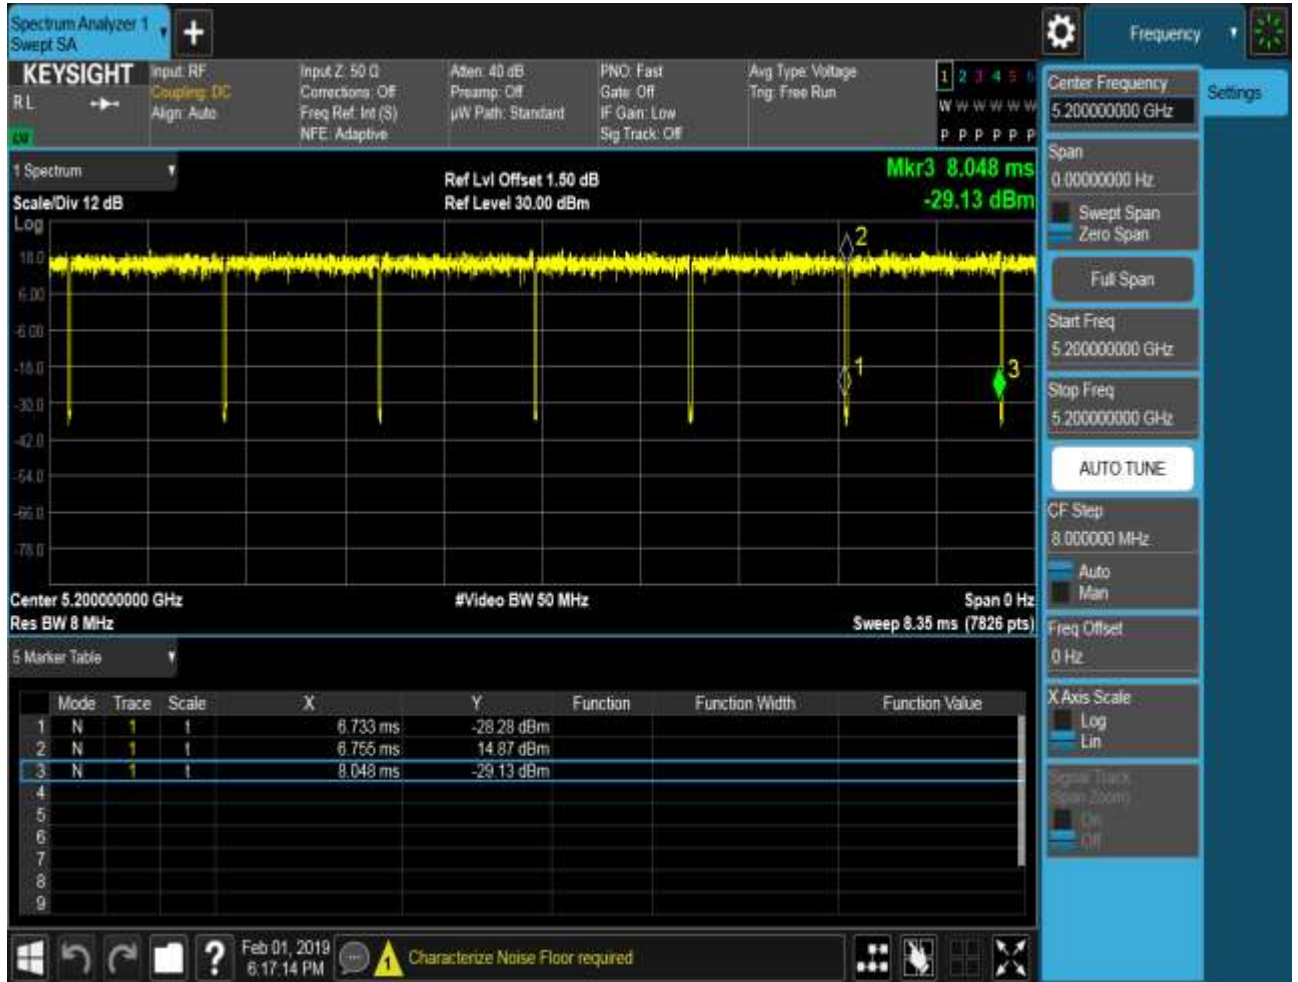 Spectrum Analyzer 1
Swept SA
+
Frequency
KEYSIGHT
RL
Input: RF
Coupling: DC
Align: Auto
Input Z: 50 Ω
Corrections: Off
Freq Ref: Int (S)
NFE: Adaptive
Atten: 40 dB
Preamp: Off
µW Path: Standard
PNO: Fast
Gate: Off
IF Gain: Low
Sig Track: Off
Avg Type: Voltage
Trig: Free Run
1 2 3 4 5 6
W W W W W W
P P P P P P
1 Spectrum
Scale/Div 12 dB
Log
Ref Lvl Offset 1.50 dB
Ref Level 30.00 dBm
Mkr3 8.048 ms
-29.13 dBm
18.0
6.00
-6.00
-18.0
-30.0
-42.0
-54.0
-66.0
-78.0
2
1
3
Center 5.200000000 GHz
#Video BW 50 MHz
Span 0 Hz
Res BW 8 MHz
Sweep 8.35 ms (7826 pts)
5 Marker Table
Mode Trace Scale X Y Function Function Width Function Value
1 N 1 t 6.733 ms -28.28 dBm
2 N 1 t 6.755 ms 14.87 dBm
3 N 1 t 8.048 ms -29.13 dBm
4
5
6
7
8
9
Center Frequency
5.200000000 GHz
Settings
Span
0.00000000 Hz
Swept Span
Zero Span
Full Span
Start Freq
5.200000000 GHz
Stop Freq
5.200000000 GHz
AUTO TUNE
CF Step
8.000000 MHz
Auto
Man
Freq Offset
0 Hz
X Axis Scale
Log
Lin
Signal Track
(Span Zoom)
On
Off
?
Feb 01, 2019
6:17:14 PM
1
Characterize Noise Floor required